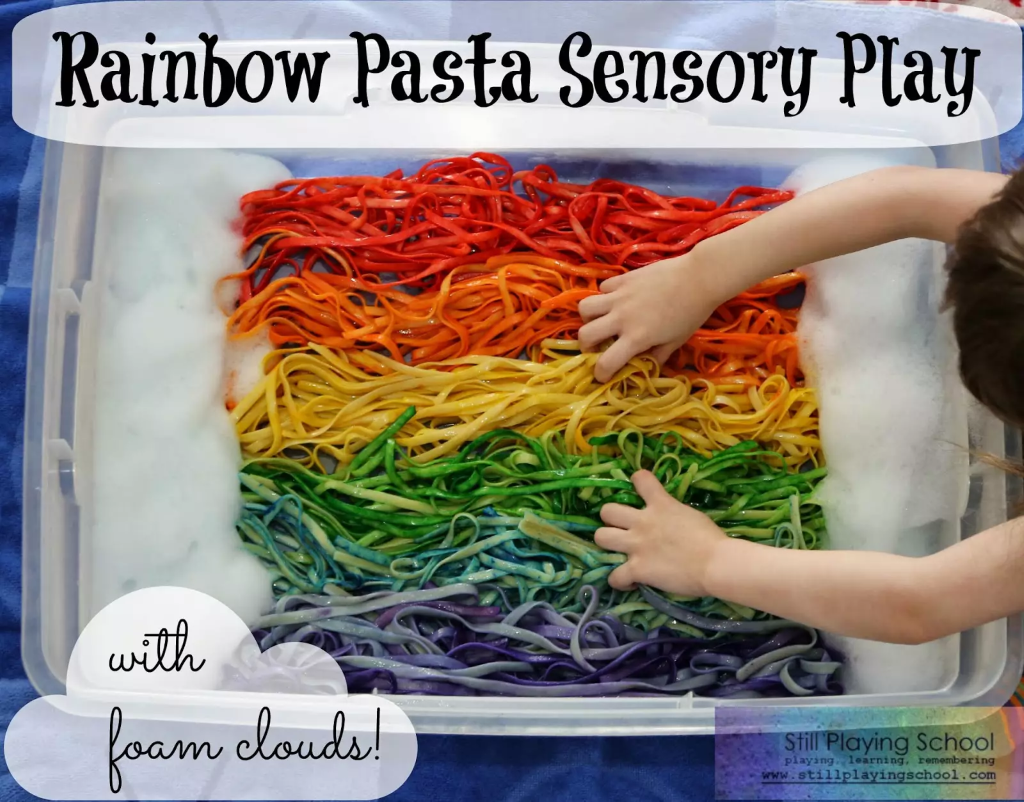 Rainbow Pasta Sensory Play
with
foam clouds!
Still Playing School
playing, learning, remembering
www.stillplayingschool.com